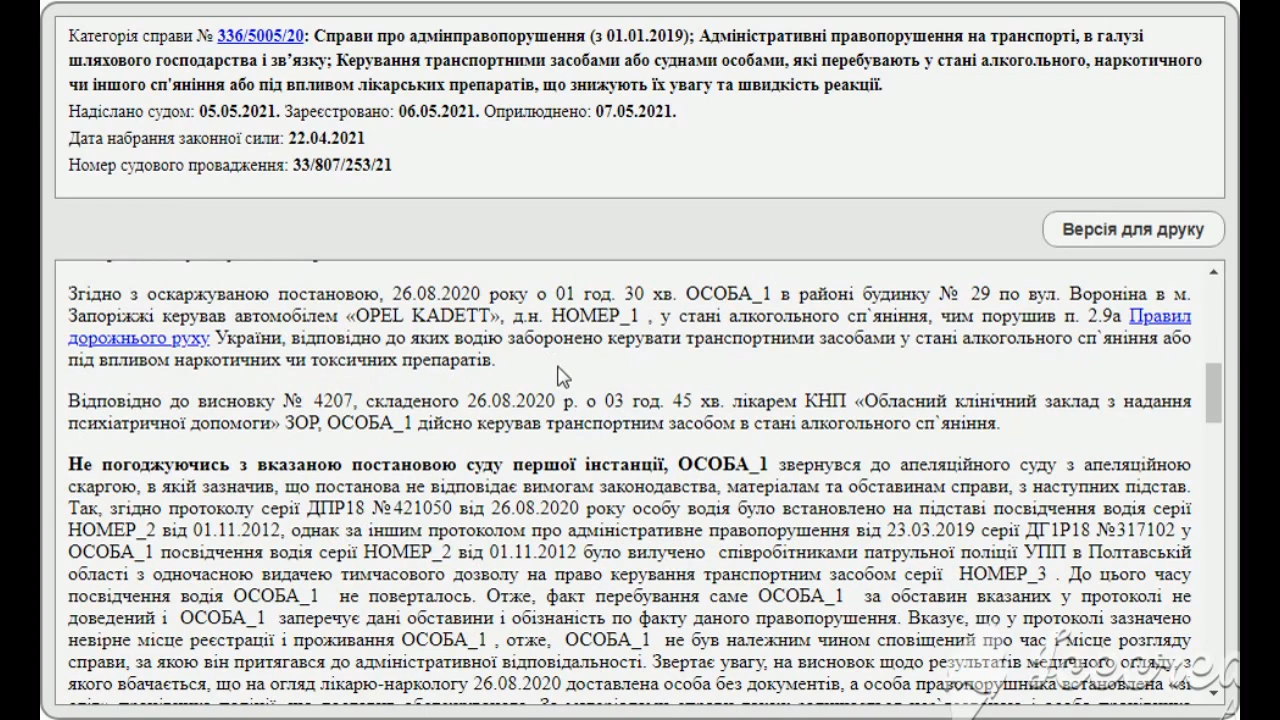 Категорія справи № 336/5005/20: Справи про адмінправопорушення (з 01.01.2019); Адміністративні правопорушення на транспорті, в галузі
шляхового господарства і зв’язку; Керування транспортними засобами або суднами особами, які перебувають у стані алкогольного, наркотичного
чи іншого сп'яніння або під впливом лікарських препаратів, що знижують їх увагу та швидкість реакції.
Надіслано судом: 05.05.2021. Зареєстровано: 06.05.2021. Оприлюднено: 07.05.2021.
Дата набрання законної сили: 22.04.2021
Номер судового провадження: 33/807/253/21
Версія для друку
Згідно з оскаржуваною постановою, 26.08.2020 року о 01 год. 30 хв. ОСОБА_1 в районі будинку № 29 по вул. Вороніна в м.
Запоріжжі керував автомобілем «OPEL KADETT», д.н. НОМЕР_1 , у стані алкогольного сп`яніння, чим порушив п. 2.9а Правил
дорожнього руху України, відповідно до яких водію заборонено керувати транспортними засобами у стані алкогольного сп`яніння або
під впливом наркотичних чи токсичних препаратів.
Відповідно до висновку № 4207, складеного 26.08.2020 р. о 03 год. 45 хв. лікарем КНП «Обласний клінічний заклад з надання
психіатричної допомоги» ЗОР, ОСОБА_1 дійсно керував транспортним засобом в стані алкогольного сп`яніння.
Не погоджуючись з вказаною постановою суду першої інстанції, ОСОБА_1 звернувся до апеляційного суду з апеляційною
скаргою, в якій зазначив, що постанова не відповідає вимогам законодавства, матеріалам та обставинам справи, з наступних підстав.
Так, згідно протоколу серії ДПР18 №421050 від 26.08.2020 року особу водія було встановлено на підставі посвідчення водія серії
НОМЕР_2 від 01.11.2012, однак за іншим протоколом про адміністративне правопорушення від 23.03.2019 серії ДГ1Р18 №317102 у
ОСОБА_1 посвідчення водія серії НОМЕР_2 від 01.11.2012 було вилучено співробітниками патрульної поліції УПП в Полтавській
області з одночасною видачею тимчасового дозволу на право керування транспортним засобом серії НОМЕР_3 . До цього часу
посвідчення водія ОСОБА_1 не поверталось. Отже, факт перебування саме ОСОБА_1 за обставин вказаних у протоколі не
доведений і ОСОБА_1 заперечує дані обставини і обізнаність по факту даного правопорушення. Вказує, що у протоколі зазначено
невірне місце реєстрації і проживання ОСОБА_1 , отже, ОСОБА_1 не був належним чином сповіщений про час і місце розгляду
справи, за якою він притягався до адміністративної відповідальності. Звертає увагу, на висновок щодо результатів медичного огляду, з
якого вбачається, що на огляд лікарю-наркологу 26.08.2020 доставлена особа без документів, а особа правопорушника встановлена «зі